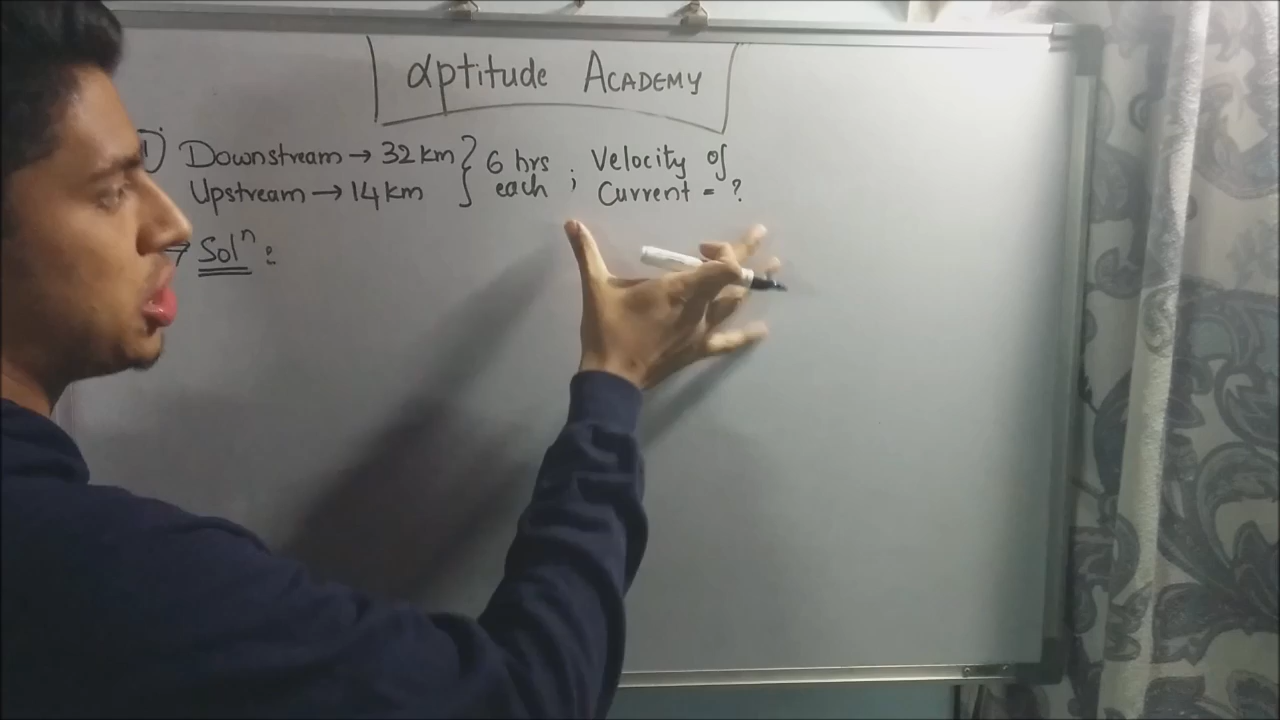 αptitude ACADEMY
1) Downstream → 32 km } 6 hrs ; Velocity of
Upstream → 14 km } each Current = ?
⇒ Solⁿ :